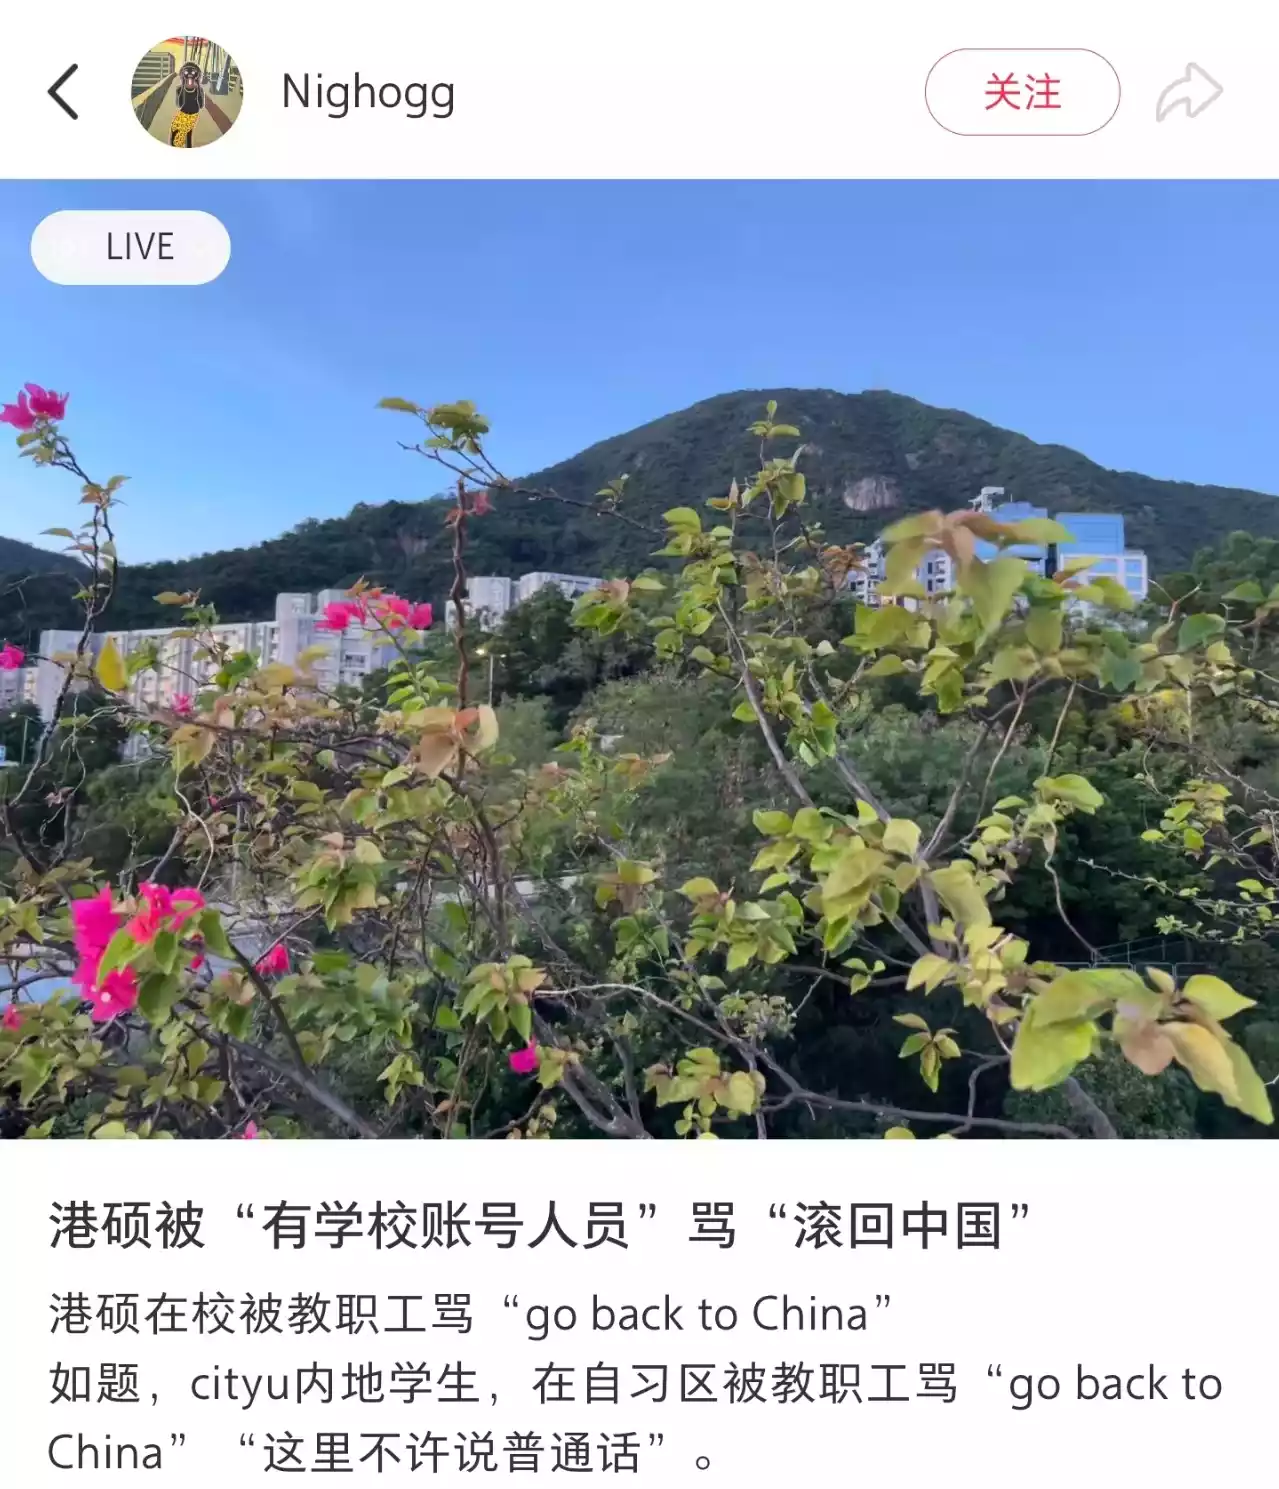 Nighogg
关注
LIVE
港硕被“有学校账号人员”骂“滚回中国”
港硕在校被教职工骂“go back to China”
如题，cityu内地学生，在自习区被教职工骂“go back to
China”“这里不许说普通话”。